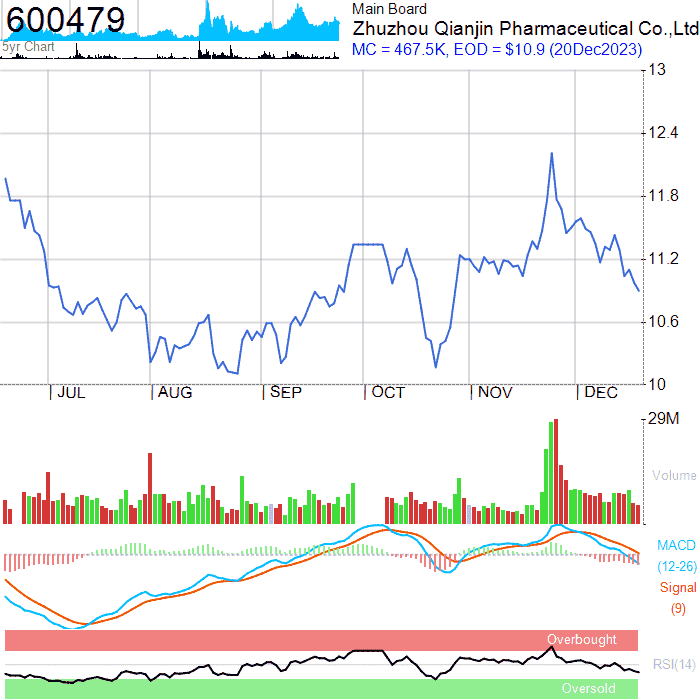 600479
5yr Chart
Main Board
Zhuzhou Qianjin Pharmaceutical Co.,Ltd
MC = 467.5K, EOD = $10.9 (20Dec2023)
13
12.4
11.8
11.2
10.6
10
JUL AUG SEP OCT NOV DEC
29M
Volume
MACD
(12-26)
Signal
(9)
Overbought
RSI(14)
Oversold